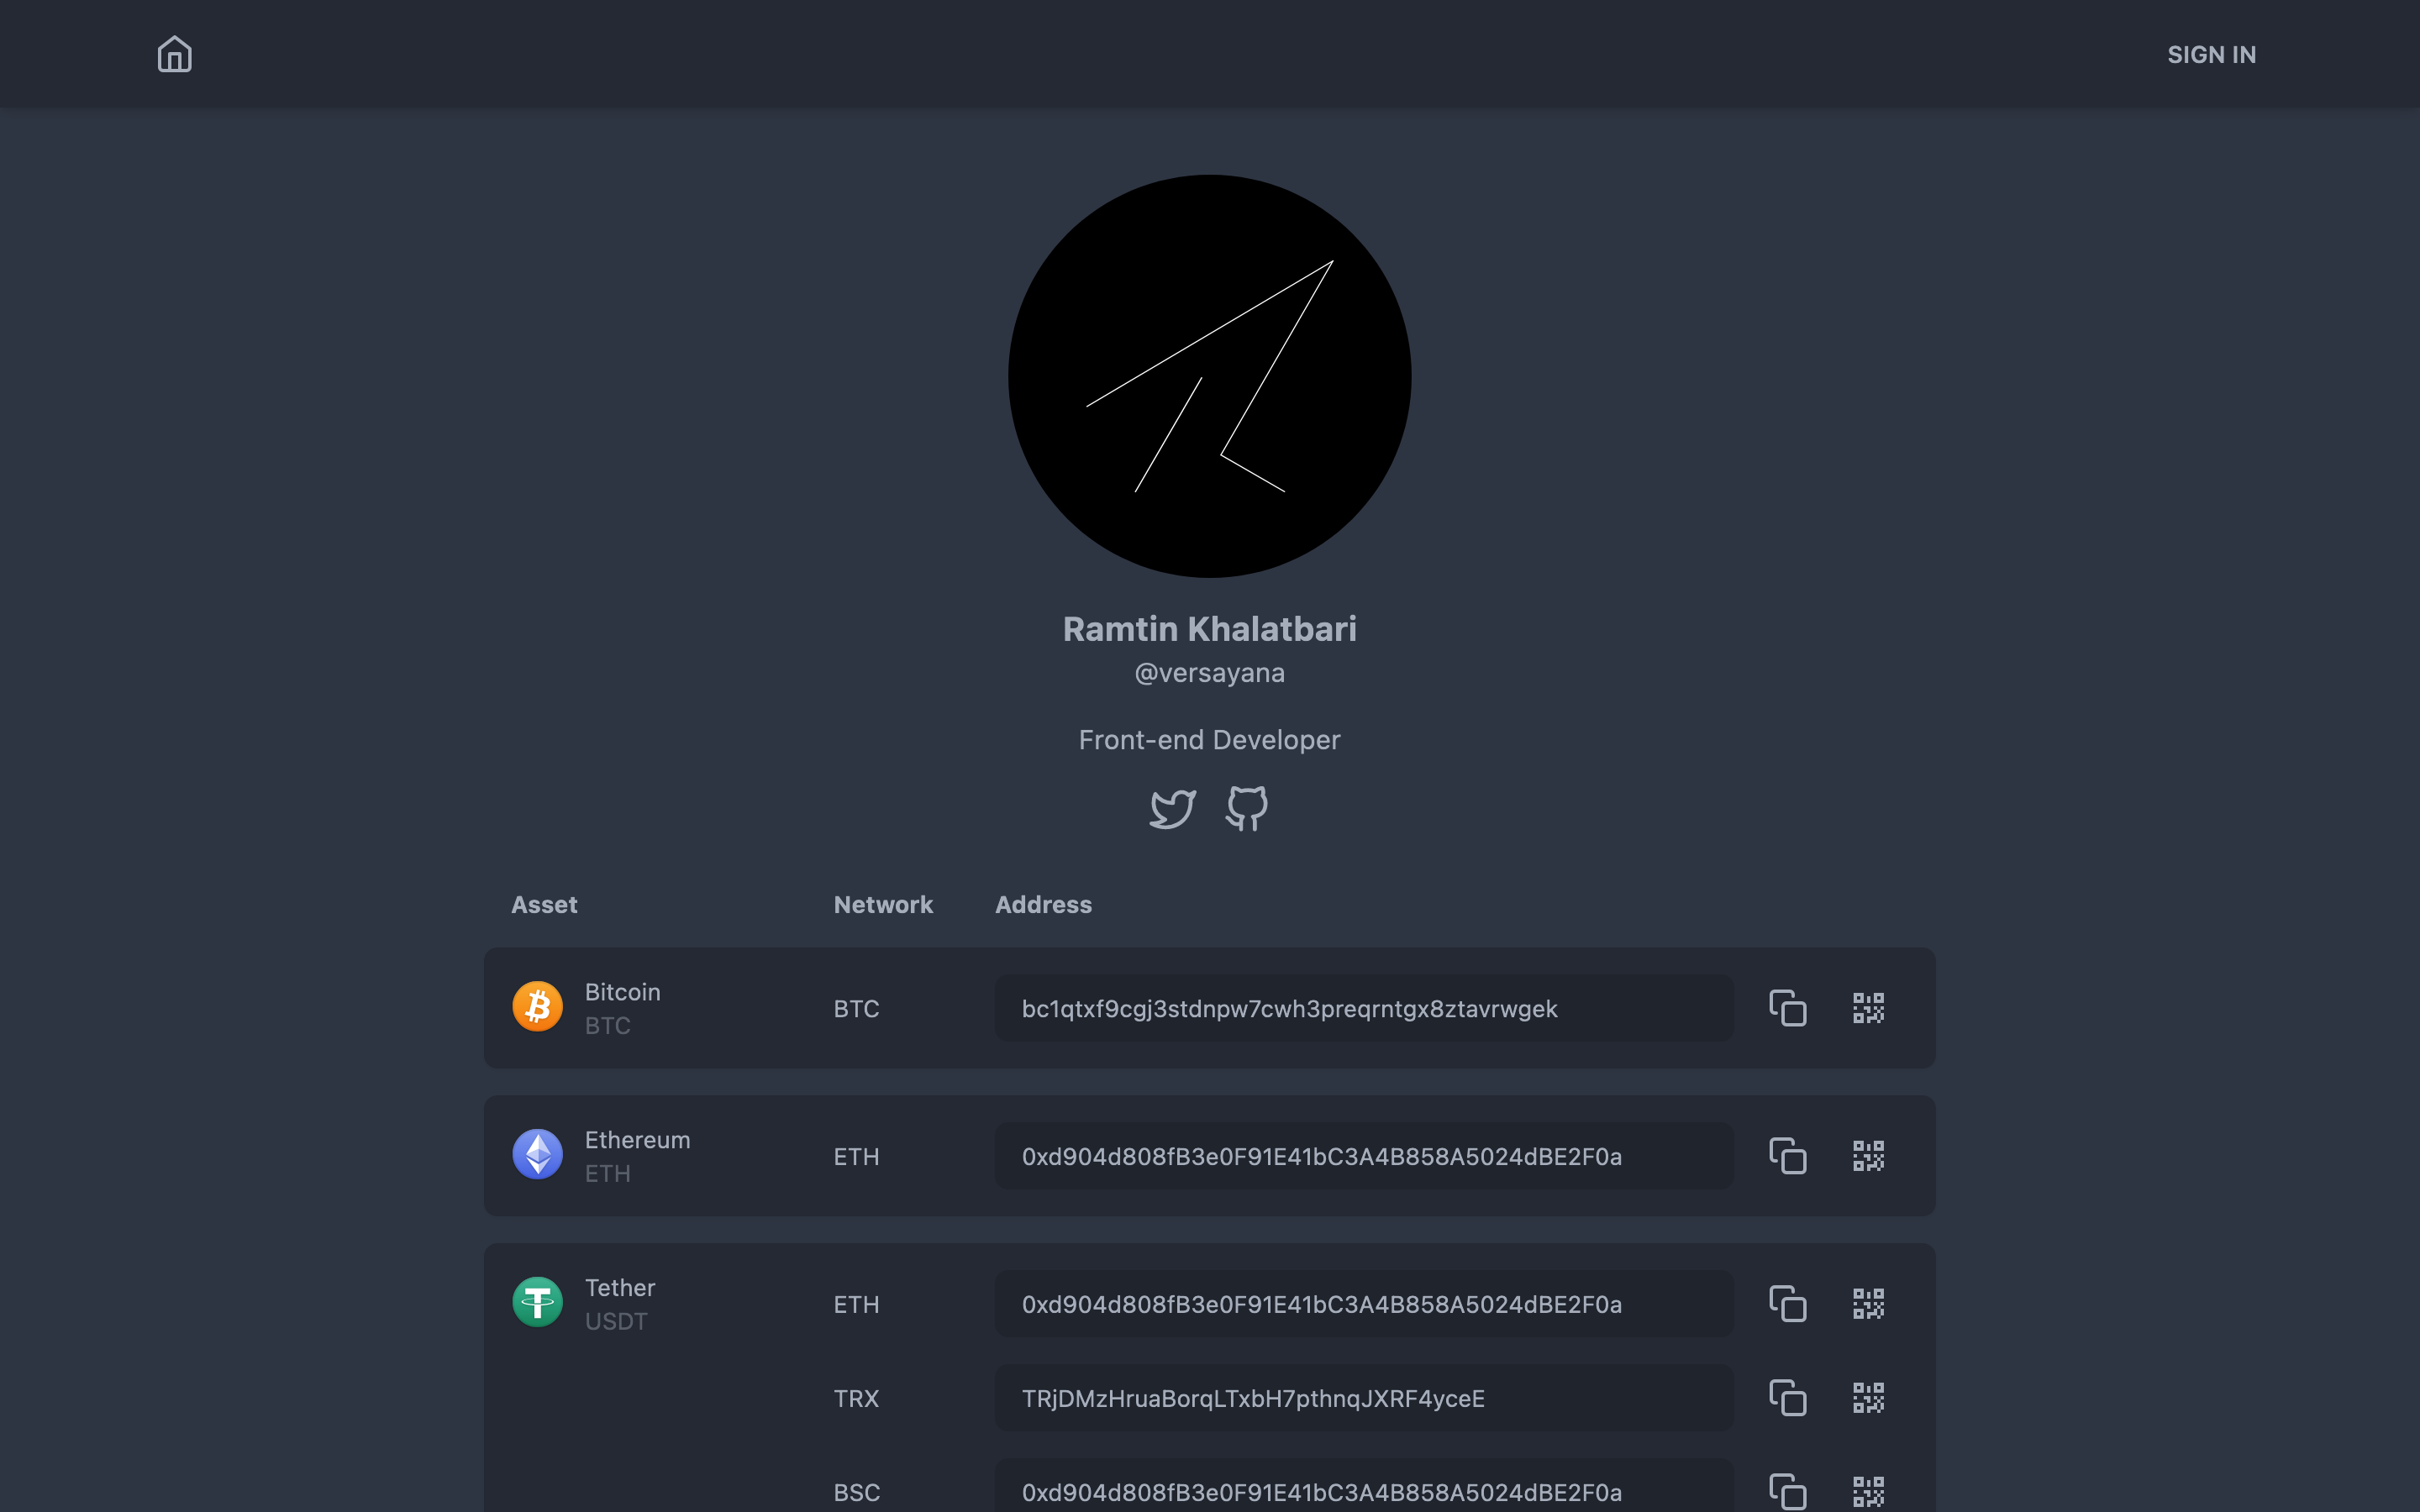 SIGN IN
Ramtin Khalatbari
@versayana
Front-end Developer
Asset Network Address
Bitcoin
BTC
BTC
bc1qtxf9cgj3stdnpw7cwh3preqrntgx8ztavrwgek
Ethereum
ETH
ETH
0xd904d808fB3e0F91E41bC3A4B858A5024dBE2F0a
Tether
USDT
ETH
0xd904d808fB3e0F91E41bC3A4B858A5024dBE2F0a
TRX
TRjDMzHruaBorqLTxbH7pthnqJXRF4yceE
BSC
0xd904d808fB3e0F91E41bC3A4B858A5024dBE2F0a